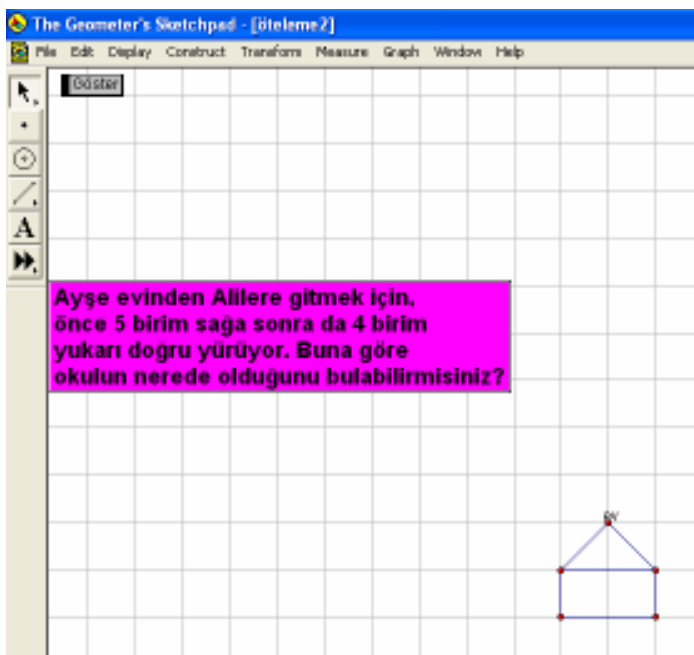 The Geometer's Sketchpad - [öteleme2]
File Edit Display Construct Transform Measure Graph Window Help
Göster
A
Ayşe evinden Alilere gitmek için,
önce 5 birim sağa sonra da 4 birim
yukarı doğru yürüyor. Buna göre
okulun nerede olduğunu bulabilirmisiniz?